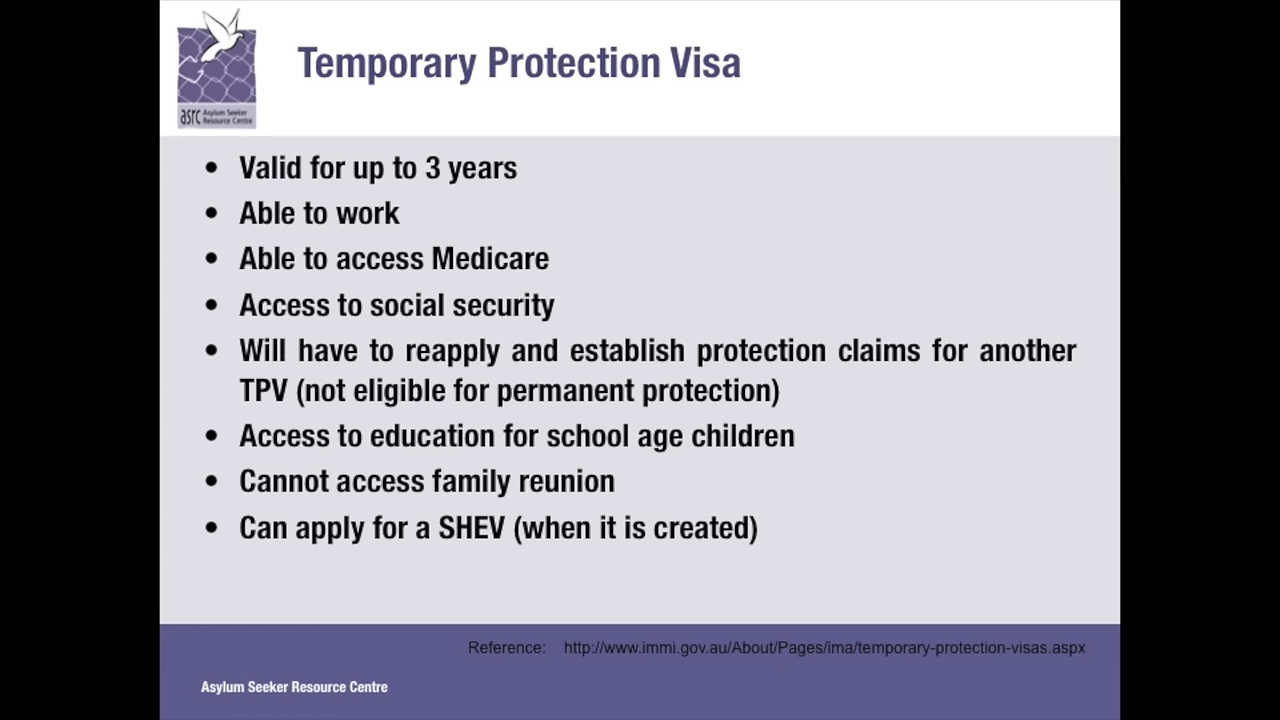 asrc Asylum Seeker
Resource Centre
Temporary Protection Visa
• Valid for up to 3 years
• Able to work
• Able to access Medicare
• Access to social security
• Will have to reapply and establish protection claims for another
TPV (not eligible for permanent protection)
• Access to education for school age children
• Cannot access family reunion
• Can apply for a SHEV (when it is created)
Reference: http://www.immi.gov.au/About/Pages/ima/temporary-protection-visas.aspx
Asylum Seeker Resource Centre